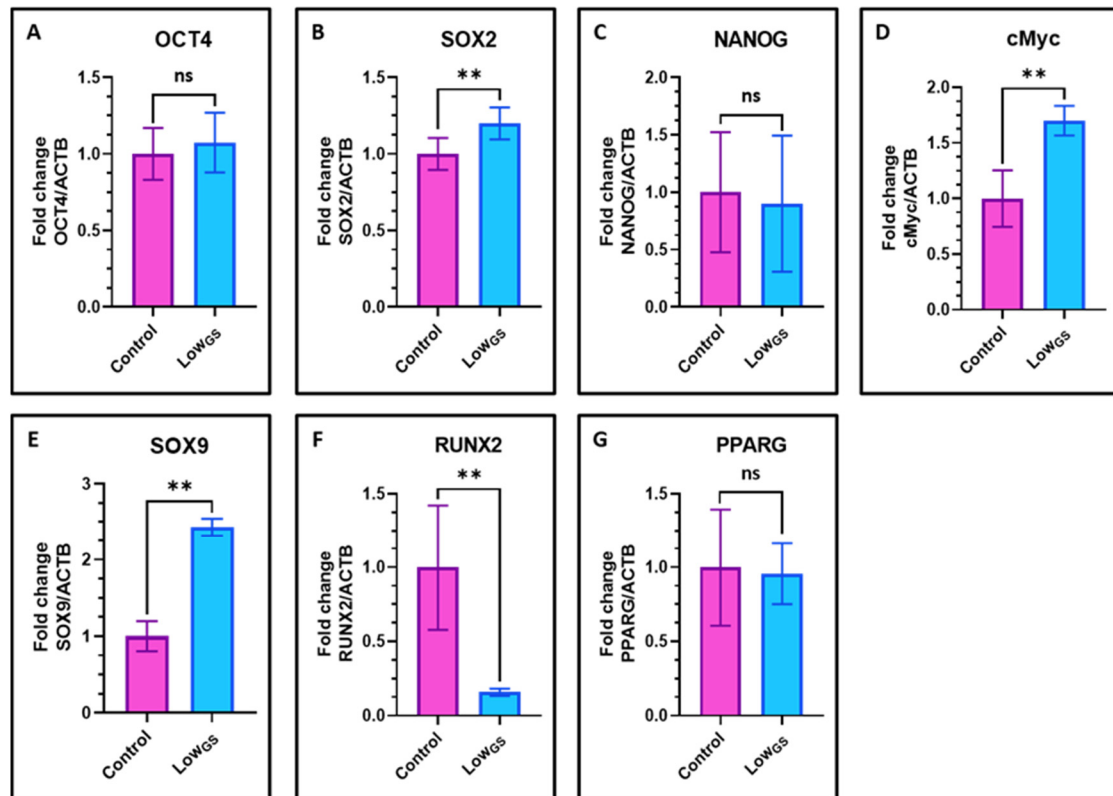 A
OCT4
ns
Fold change
OCT4/ACTB
1.5
1.0
0.5
0.0
Control
LowGS
B
SOX2
**
Fold change
SOX2/ACTB
1.5
1.0
0.5
0.0
Control
LowGS
C
NANOG
ns
Fold change
NANOG/ACTB
2.0
1.5
1.0
0.5
0.0
Control
LowGS
D
cMyc
**
Fold change
cMyc/ACTB
2.0
1.5
1.0
0.5
0.0
Control
LowGS
E
SOX9
**
Fold change
SOX9/ACTB
3
2
1
0
Control
LowGS
F
RUNX2
**
Fold change
RUNX2/ACTB
1.5
1.0
0.5
0.0
Control
LowGS
G
PPARG
ns
Fold change
PPARG/ACTB
1.5
1.0
0.5
0.0
Control
LowGS